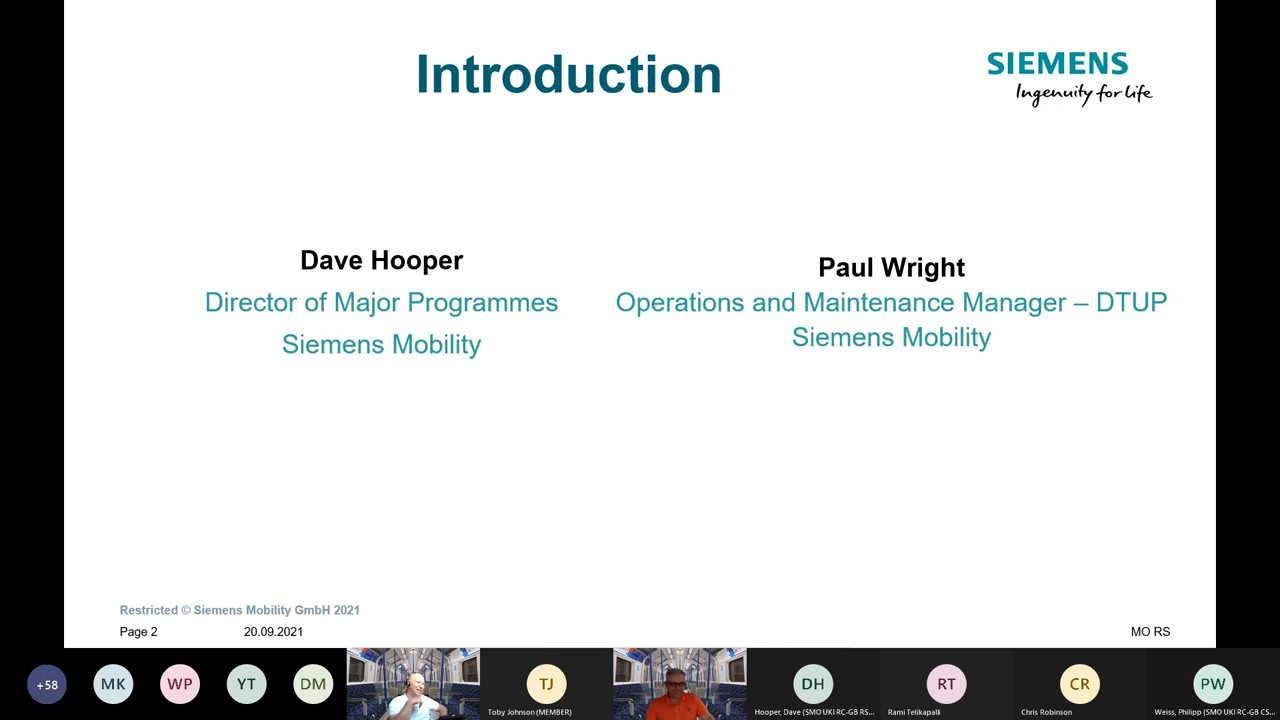 Introduction
SIEMENS
Ingenuity for life
Dave Hooper
Director of Major Programmes
Siemens Mobility
Paul Wright
Operations and Maintenance Manager – DTUP
Siemens Mobility
Restricted © Siemens Mobility GmbH 2021
Page 2
20.09.2021
MO RS
+58
MK
WP
YT
DM
TJ
Toby Johnson (MEMBER)
DH
Hooper, Dave (SMO UKI RC-GB RS...
RT
Rami Telikapalli
CR
Chris Robinson
PW
Weiss, Philipp (SMO UKI RC-GB CS...